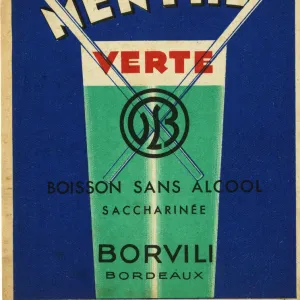 MENTHE
VERTE
BOISSON SANS ALCOOL
SACCHARINÉE
BORVILI
BORDEAUX